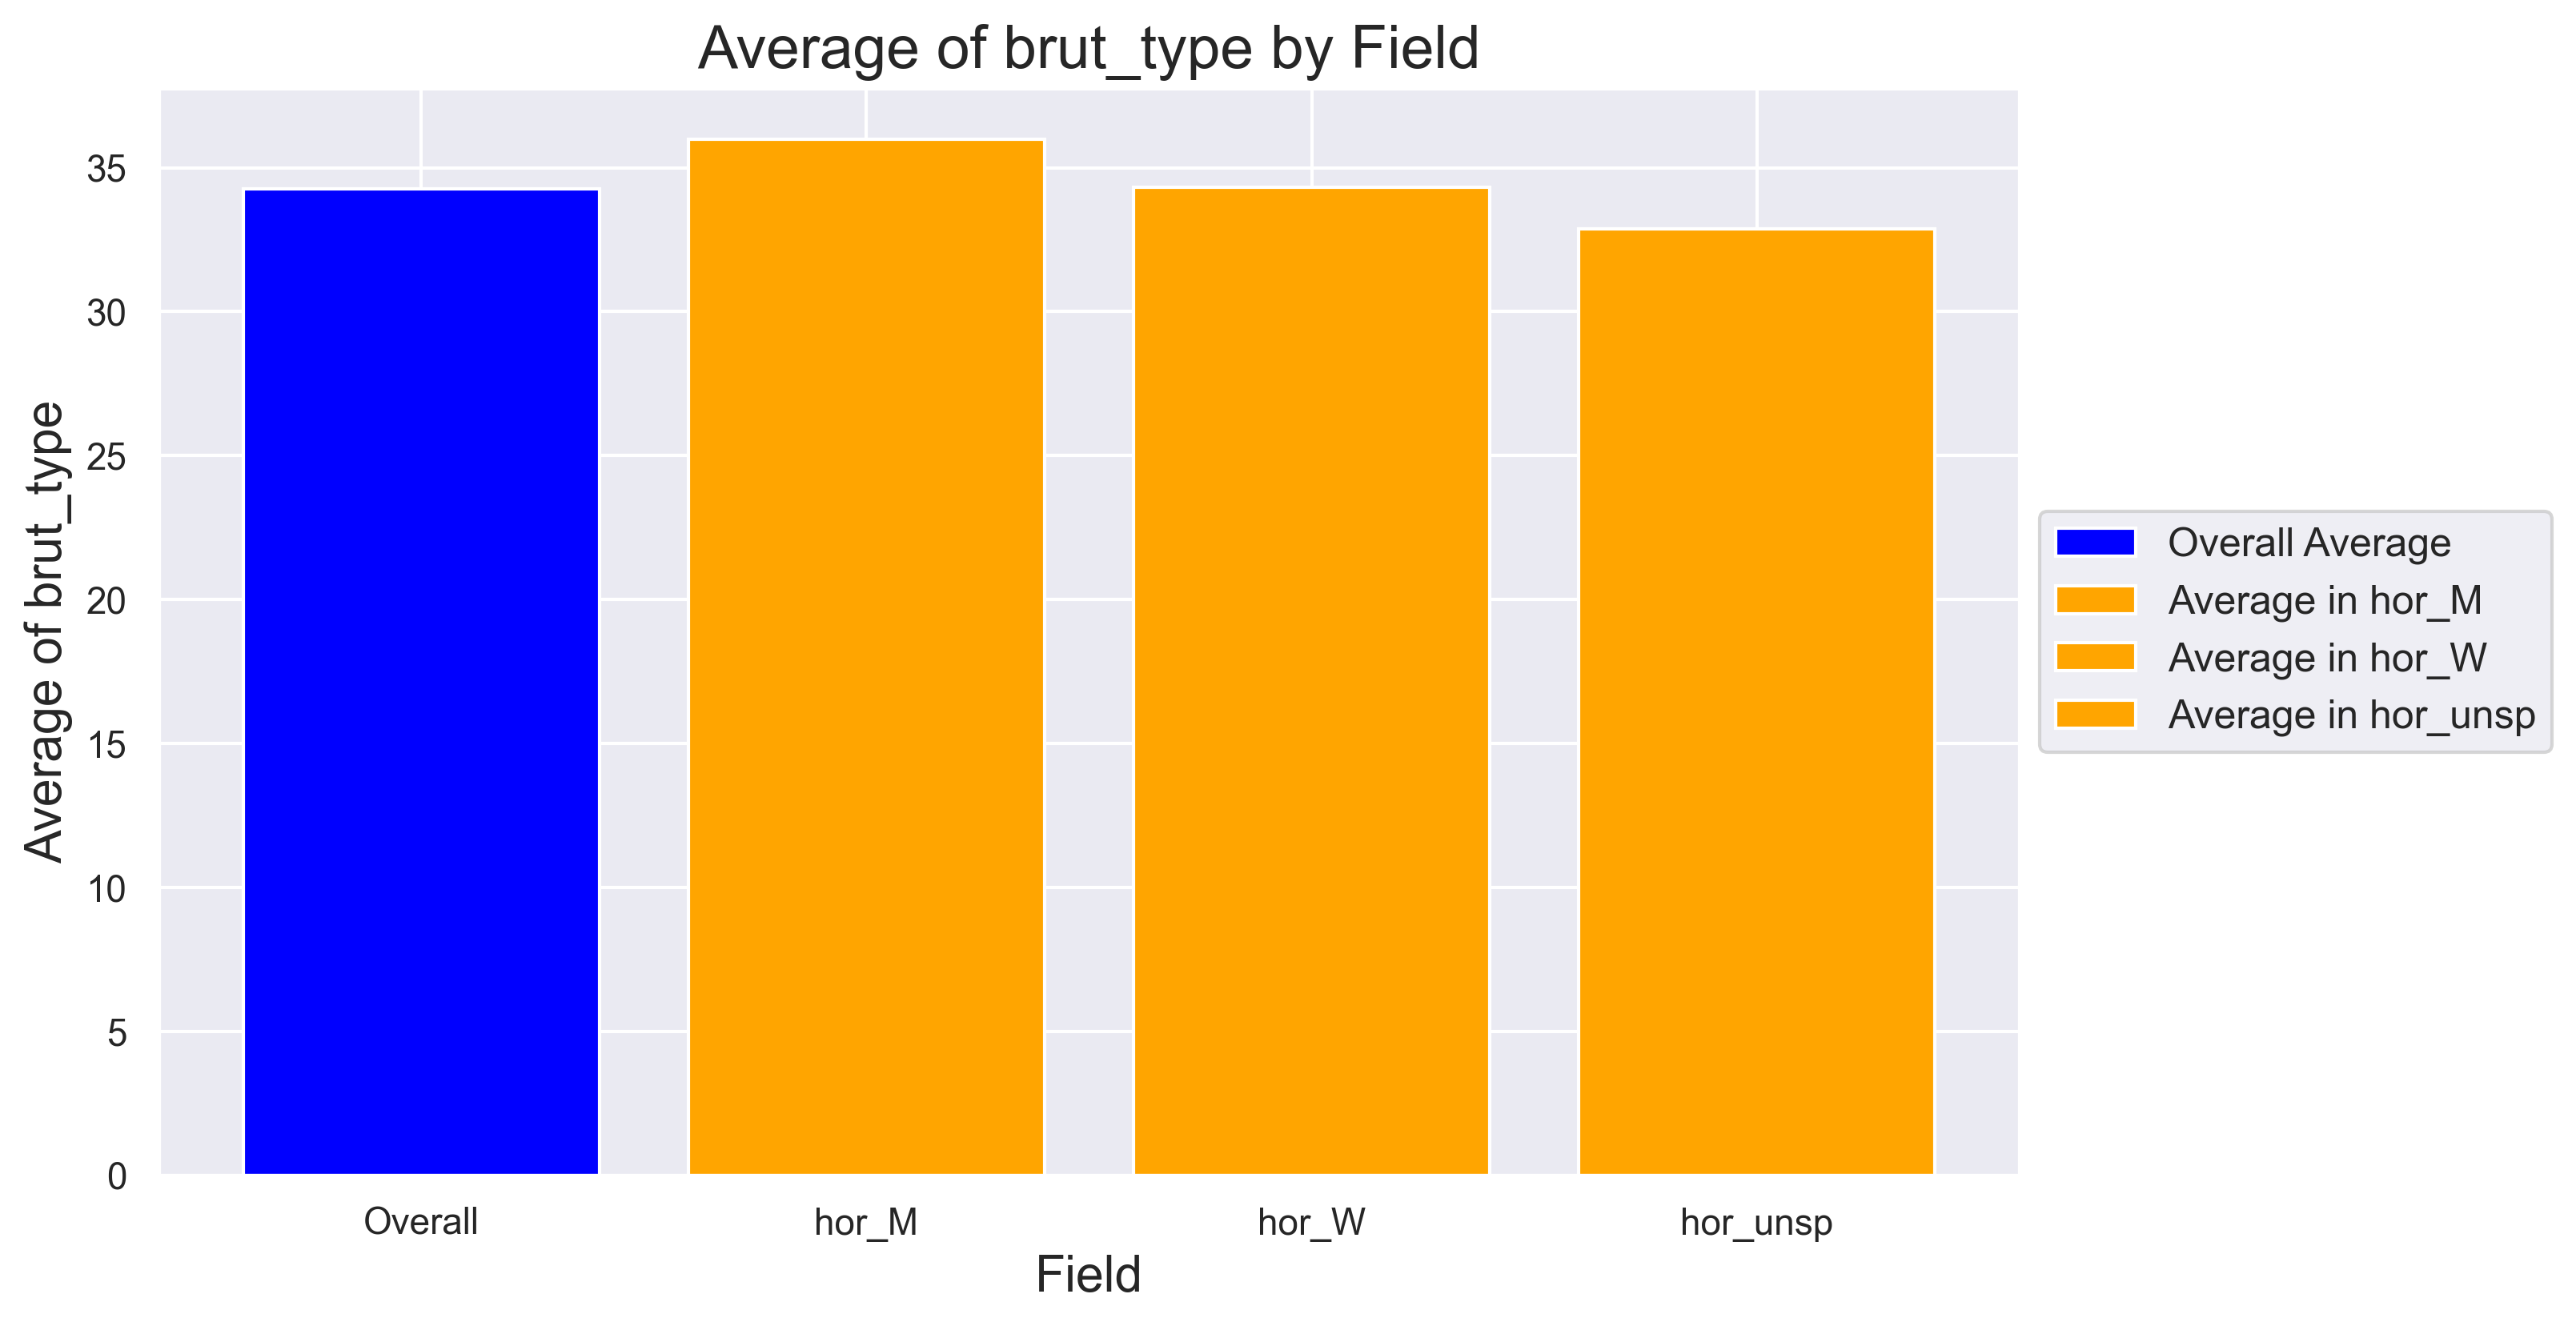 Average of brut_type by Field
Average of brut_type
35
30
25
20
15
10
5
0
Overall
hor_M
hor_W
hor_unsp
Field
Overall Average
Average in hor_M
Average in hor_W
Average in hor_unsp